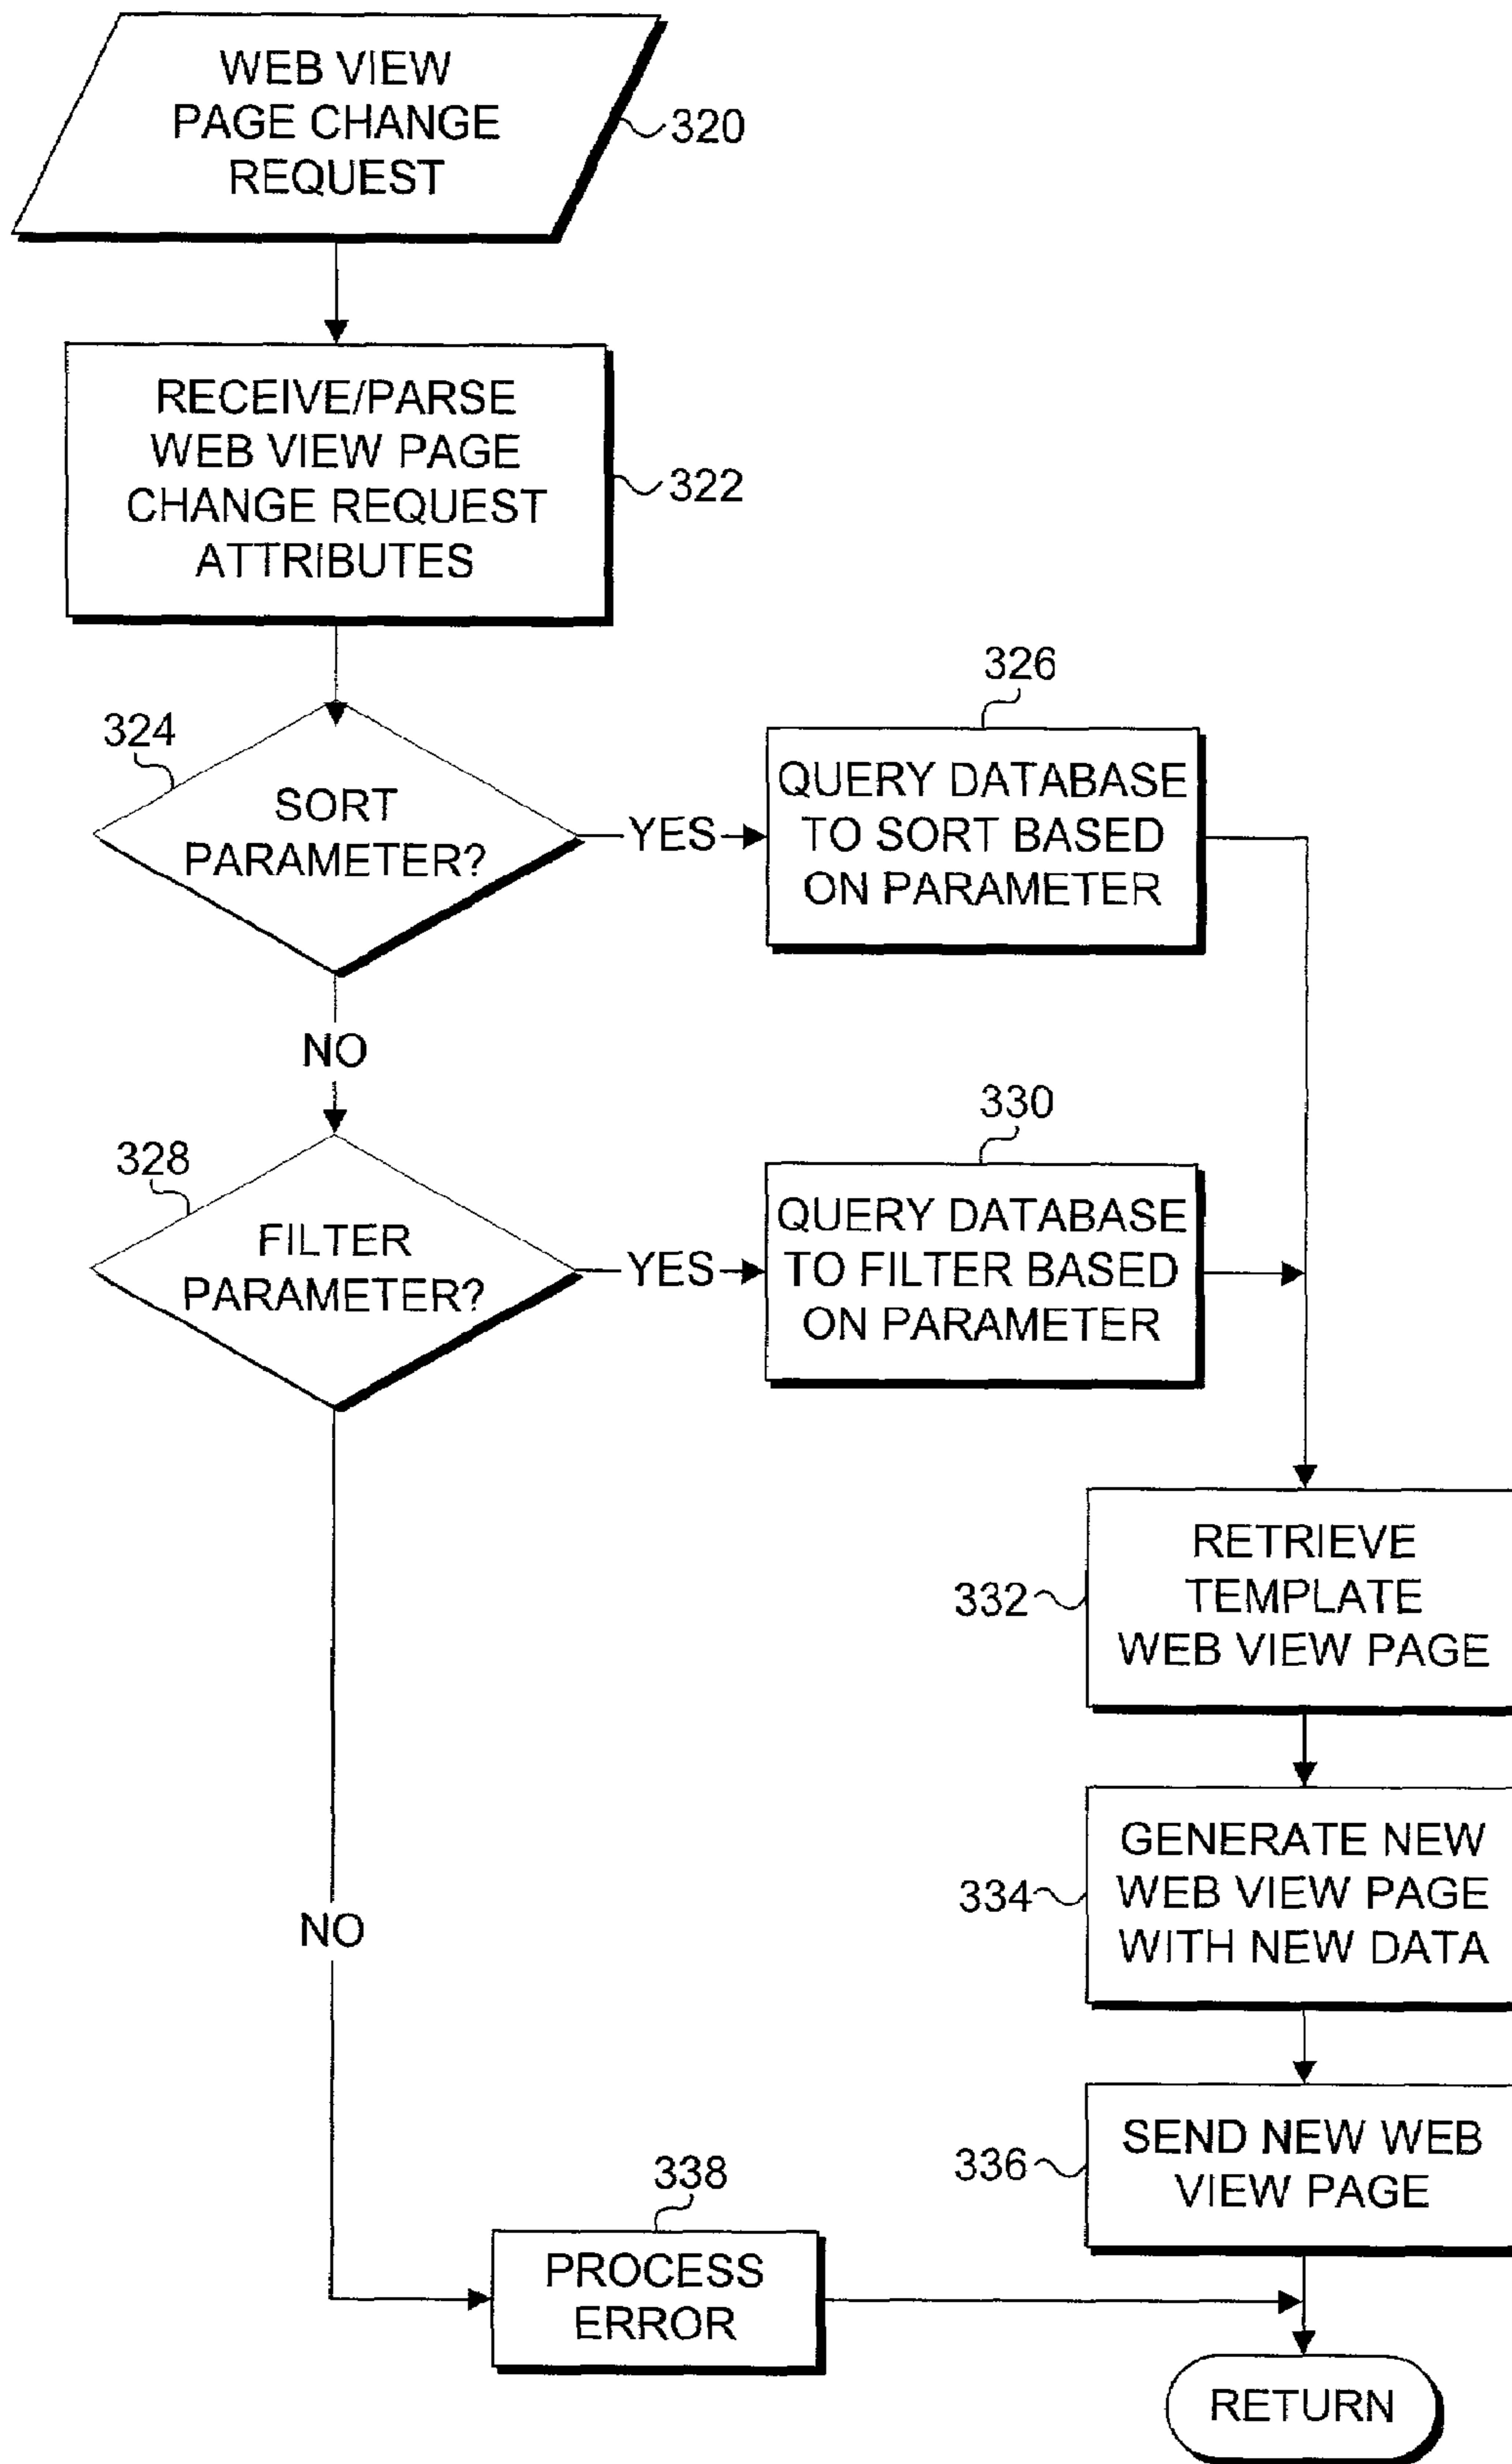 WEB VIEW
PAGE CHANGE
REQUEST
320
RECEIVE/PARSE
WEB VIEW PAGE
CHANGE REQUEST
ATTRIBUTES
322
324
SORT
PARAMETER?
YES
326
QUERY DATABASE
TO SORT BASED
ON PARAMETER
NO
328
FILTER
PARAMETER?
YES
330
QUERY DATABASE
TO FILTER BASED
ON PARAMETER
RETRIEVE
TEMPLATE
WEB VIEW PAGE
332
GENERATE NEW
WEB VIEW PAGE
WITH NEW DATA
334
NO
SEND NEW WEB
VIEW PAGE
336
338
PROCESS
ERROR
RETURN